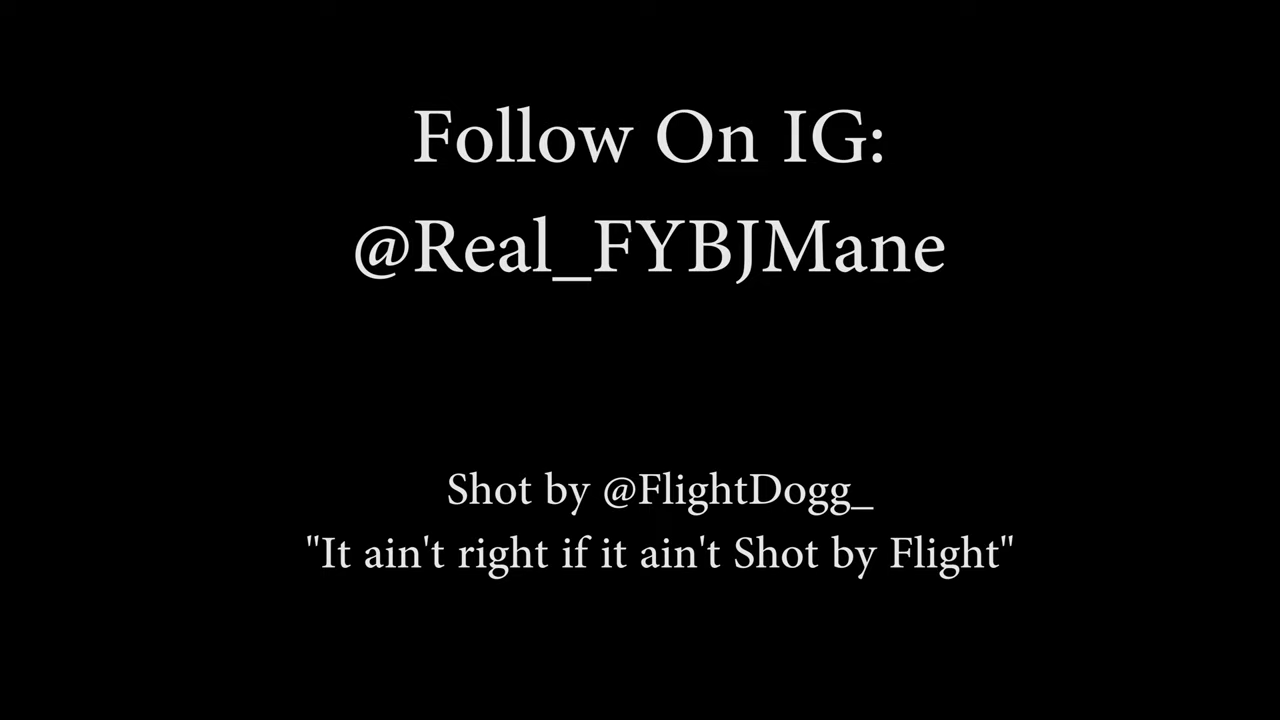 Follow On IG:
@Real_FYBJMane
Shot by @FlightDogg_
"It ain't right if it ain't Shot by Flight"